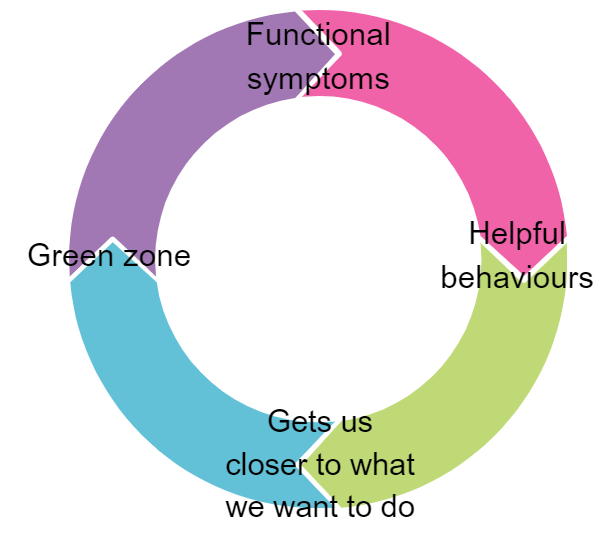 Functional
symptoms
Helpful
behaviours
Gets us
closer to what
we want to do
Green zone